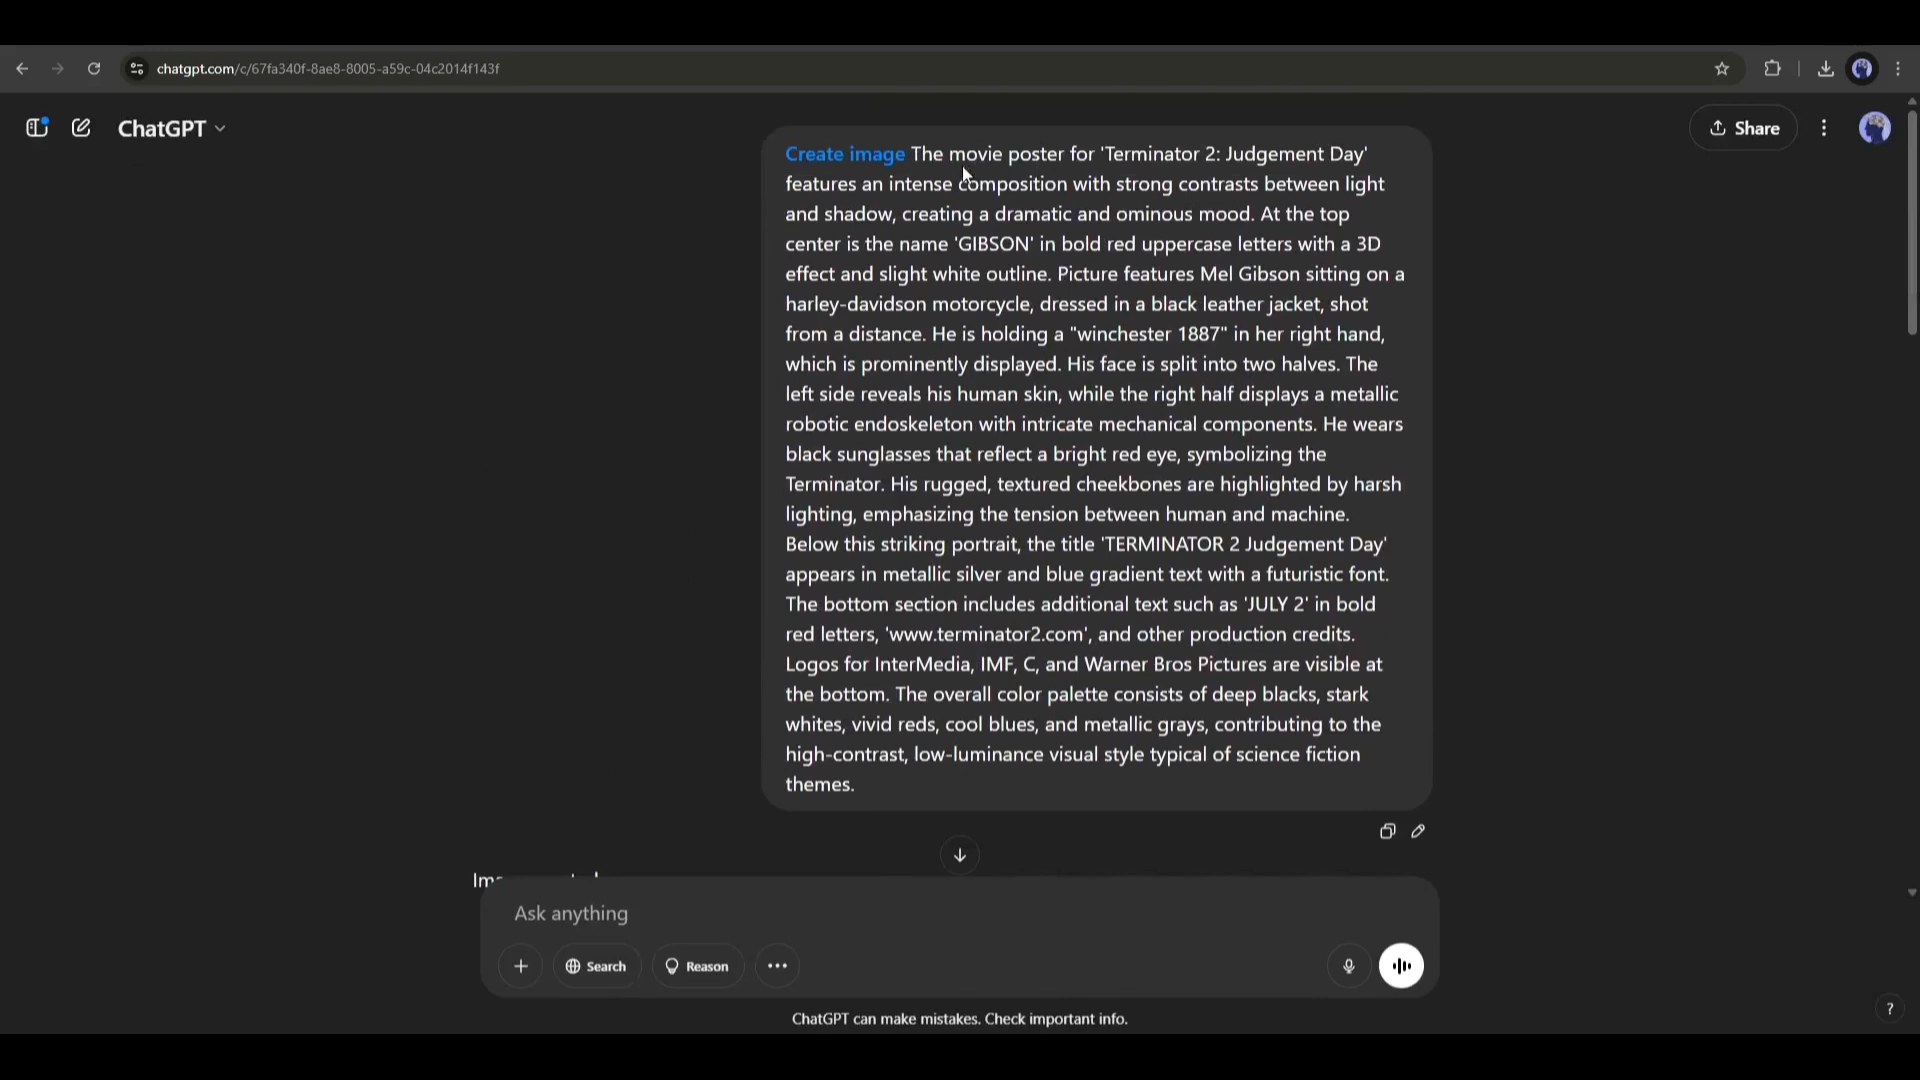 chatgpt.com/c/67fa340f-8ae8-8005-a59c-04c2014f143f
ChatGPT
Share
Create image The movie poster for 'Terminator 2: Judgement Day'
features an intense composition with strong contrasts between light
and shadow, creating a dramatic and ominous mood. At the top
center is the name 'GIBSON' in bold red uppercase letters with a 3D
effect and slight white outline. Picture features Mel Gibson sitting on a
harley-davidson motorcycle, dressed in a black leather jacket, shot
from a distance. He is holding a "winchester 1887" in her right hand,
which is prominently displayed. His face is split into two halves. The
left side reveals his human skin, while the right half displays a metallic
robotic endoskeleton with intricate mechanical components. He wears
black sunglasses that reflect a bright red eye, symbolizing the
Terminator. His rugged, textured cheekbones are highlighted by harsh
lighting, emphasizing the tension between human and machine.
Below this striking portrait, the title 'TERMINATOR 2 Judgement Day'
appears in metallic silver and blue gradient text with a futuristic font.
The bottom section includes additional text such as 'JULY 2' in bold
red letters, 'www.terminator2.com', and other production credits.
Logos for InterMedia, IMF, C, and Warner Bros Pictures are visible at
the bottom. The overall color palette consists of deep blacks, stark
whites, vivid reds, cool blues, and metallic grays, contributing to the
high-contrast, low-luminance visual style typical of science fiction
themes.
Ask anything
Search
Reason
ChatGPT can make mistakes. Check important info.
?